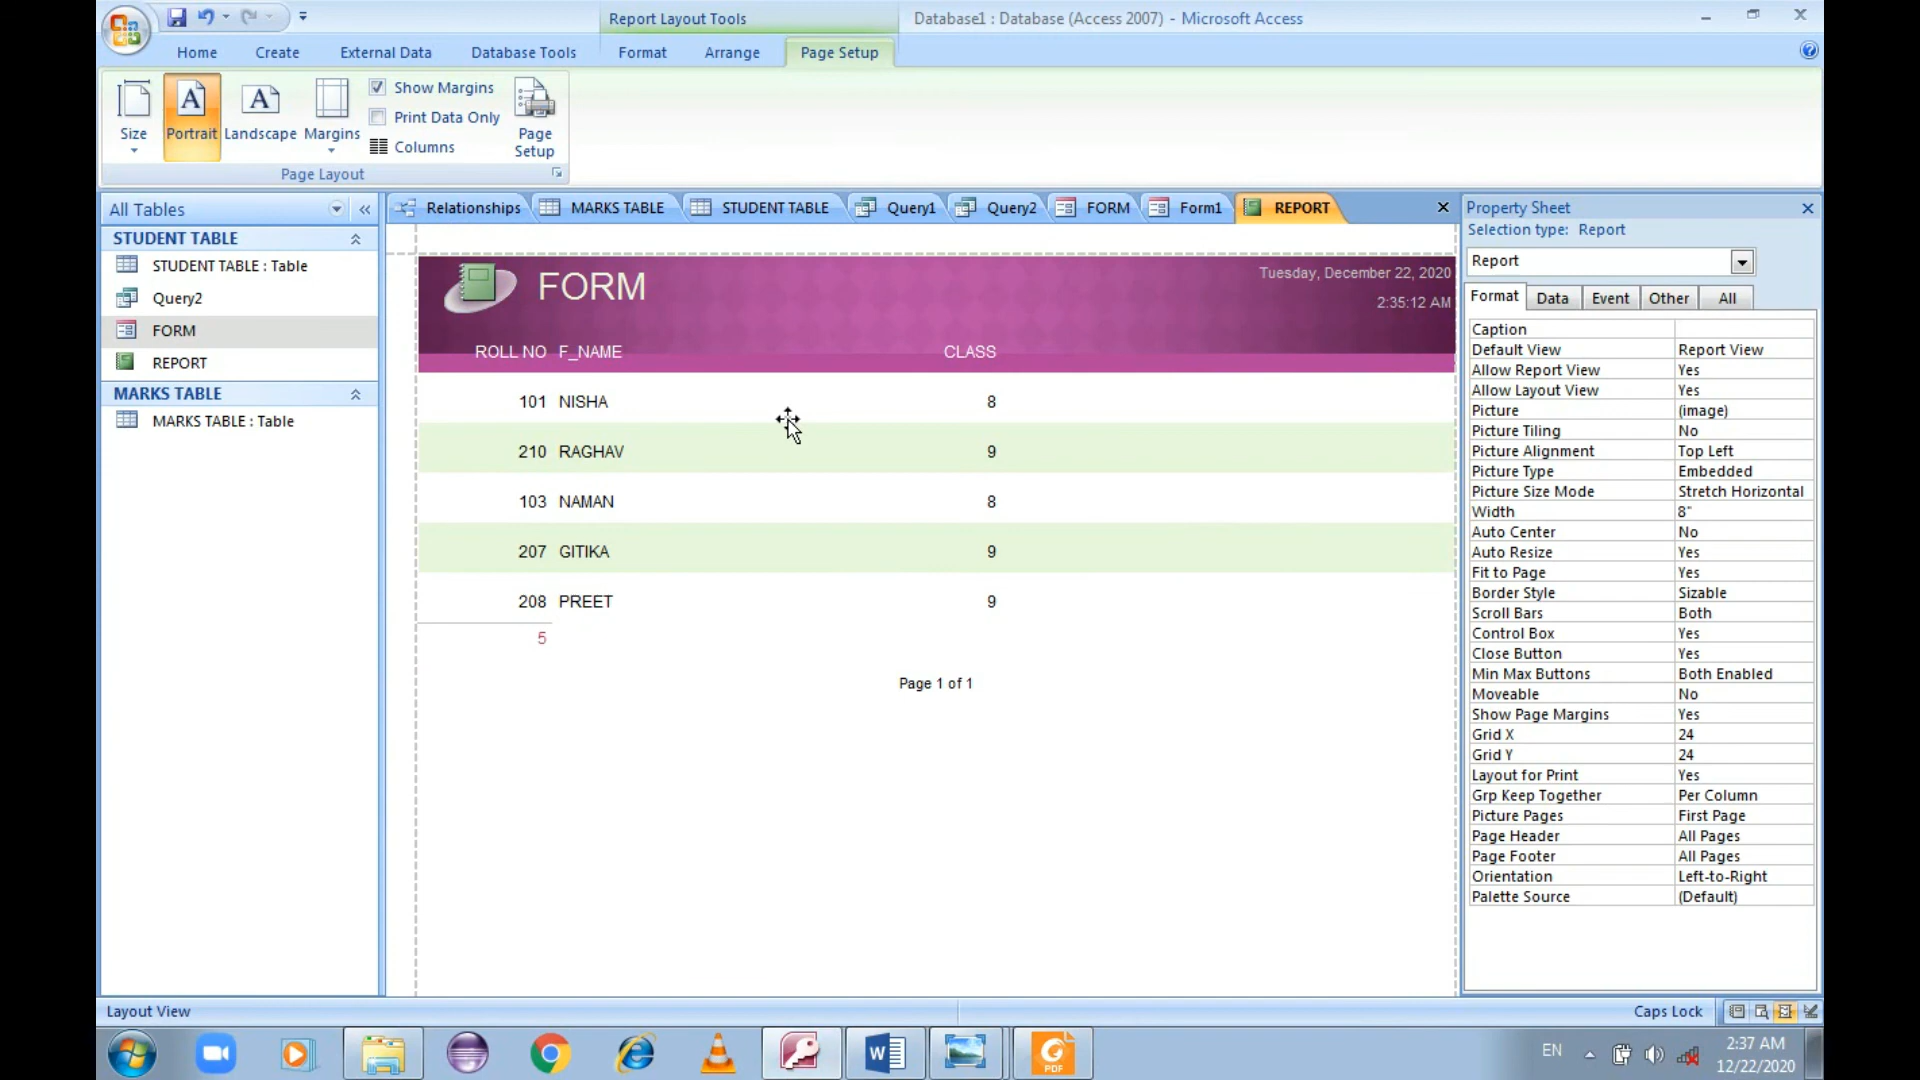 Report Layout Tools
Database1 : Database (Access 2007) - Microsoft Access
Home Create External Data Database Tools Format Arrange Page Setup
Size Portrait Landscape Margins
Show Margins
Print Data Only
Columns
Page Setup
Page Layout
All Tables
STUDENT TABLE
STUDENT TABLE : Table
Query2
FORM
REPORT
MARKS TABLE
MARKS TABLE : Table
Relationships MARKS TABLE STUDENT TABLE Query1 Query2 FORM Form1 REPORT
FORM
Tuesday, December 22, 2020
2:35:12 AM
ROLL NO F_NAME CLASS
101 NISHA 8
210 RAGHAV 9
103 NAMAN 8
207 GITIKA 9
208 PREET 9
5
Page 1 of 1
Property Sheet
Selection type: Report
Report
Format Data Event Other All
Caption
Default View Report View
Allow Report View Yes
Allow Layout View Yes
Picture (image)
Picture Tiling No
Picture Alignment Top Left
Picture Type Embedded
Picture Size Mode Stretch Horizontal
Width 8"
Auto Center No
Auto Resize Yes
Fit to Page Yes
Border Style Sizable
Scroll Bars Both
Control Box Yes
Close Button Yes
Min Max Buttons Both Enabled
Moveable No
Show Page Margins Yes
Grid X 24
Grid Y 24
Layout for Print Yes
Grp Keep Together Per Column
Picture Pages First Page
Page Header All Pages
Page Footer All Pages
Orientation Left-to-Right
Palette Source (Default)
Layout View
Caps Lock
PDF
EN
2:37 AM
12/22/2020